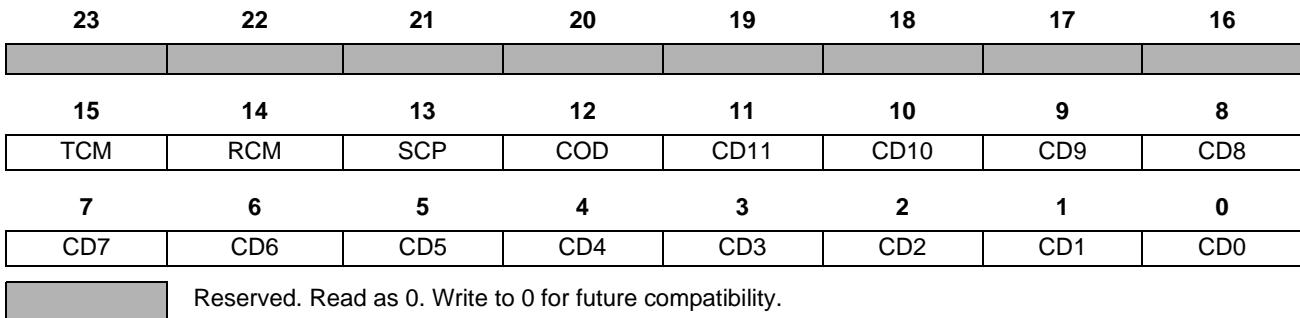 23 22 21 20 19 18 17 16
15 14 13 12 11 10 9 8
TCM RCM SCP COD CD11 CD10 CD9 CD8
7 6 5 4 3 2 1 0
CD7 CD6 CD5 CD4 CD3 CD2 CD1 CD0
Reserved. Read as 0. Write to 0 for future compatibility.